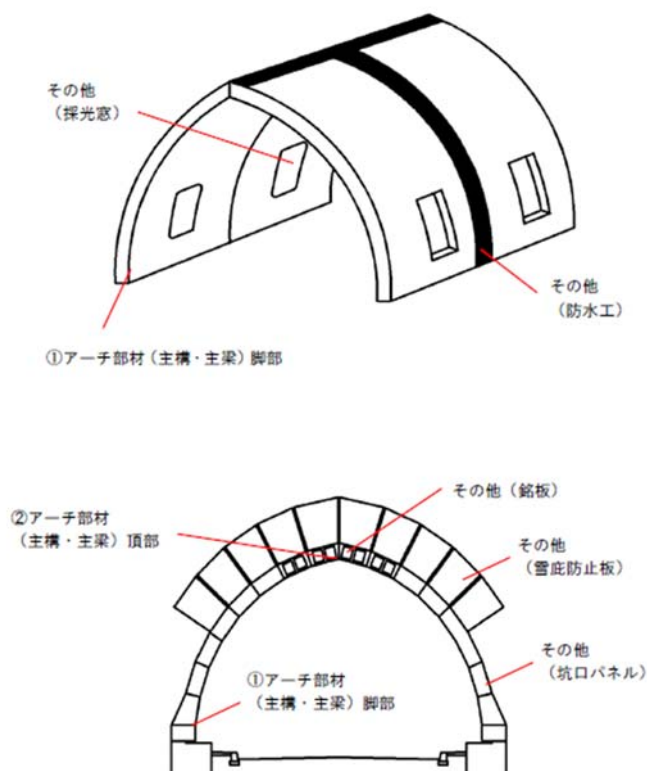 その他
（採光窓）
その他
（防水工）
①アーチ部材（主構・主梁）脚部
その他（銘板）
②アーチ部材
（主構・主梁）頂部
その他
（雪庇防止板）
その他
（坑口パネル）
①アーチ部材
（主構・主梁）脚部